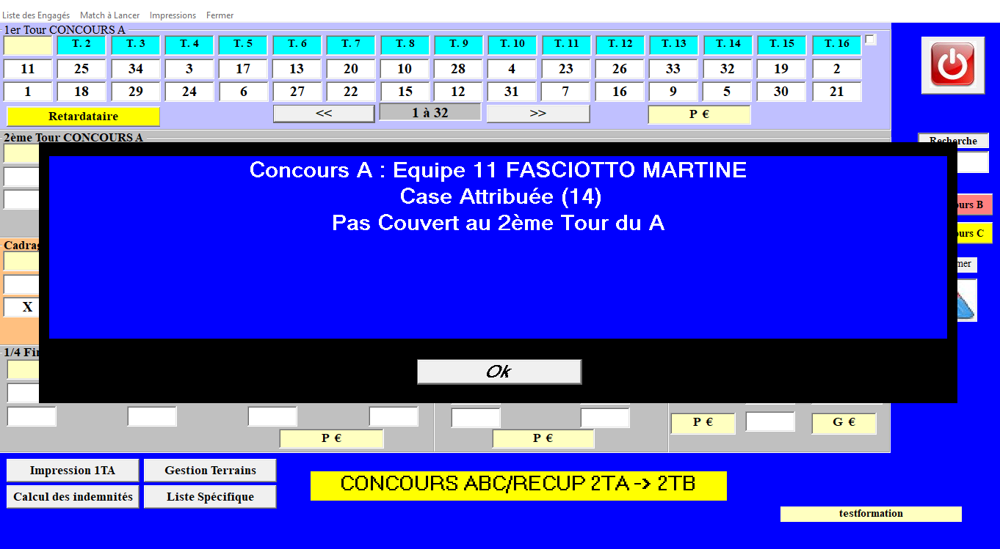 Liste des Engagés Match à Lancer Impressions Fermer
1er Tour CONCOURS A
T. 2 T. 3 T. 4 T. 5 T. 6 T. 7 T. 8 T. 9 T. 10 T. 11 T. 12 T. 13 T. 14 T. 15 T. 16
11 25 34 3 17 13 20 10 28 4 23 26 33 32 19 2
1 18 29 24 6 27 22 15 12 31 7 16 9 5 30 21
Retardataire << 1 à 32 >> P €
2ème Tour CONCOURS A
Recherche
Concours A : Equipe 11 FASCIOTTO MARTINE
Case Attribuée (14)
Pas Couvert au 2ème Tour du A
urs B
urs C
Cadrag
mer
X
1/4 Fin
Ok
P € G €
P € P €
Impression 1TA Gestion Terrains
CONCOURS ABC/RECUP 2TA -> 2TB
Calcul des indemnités Liste Spécifique
testformation